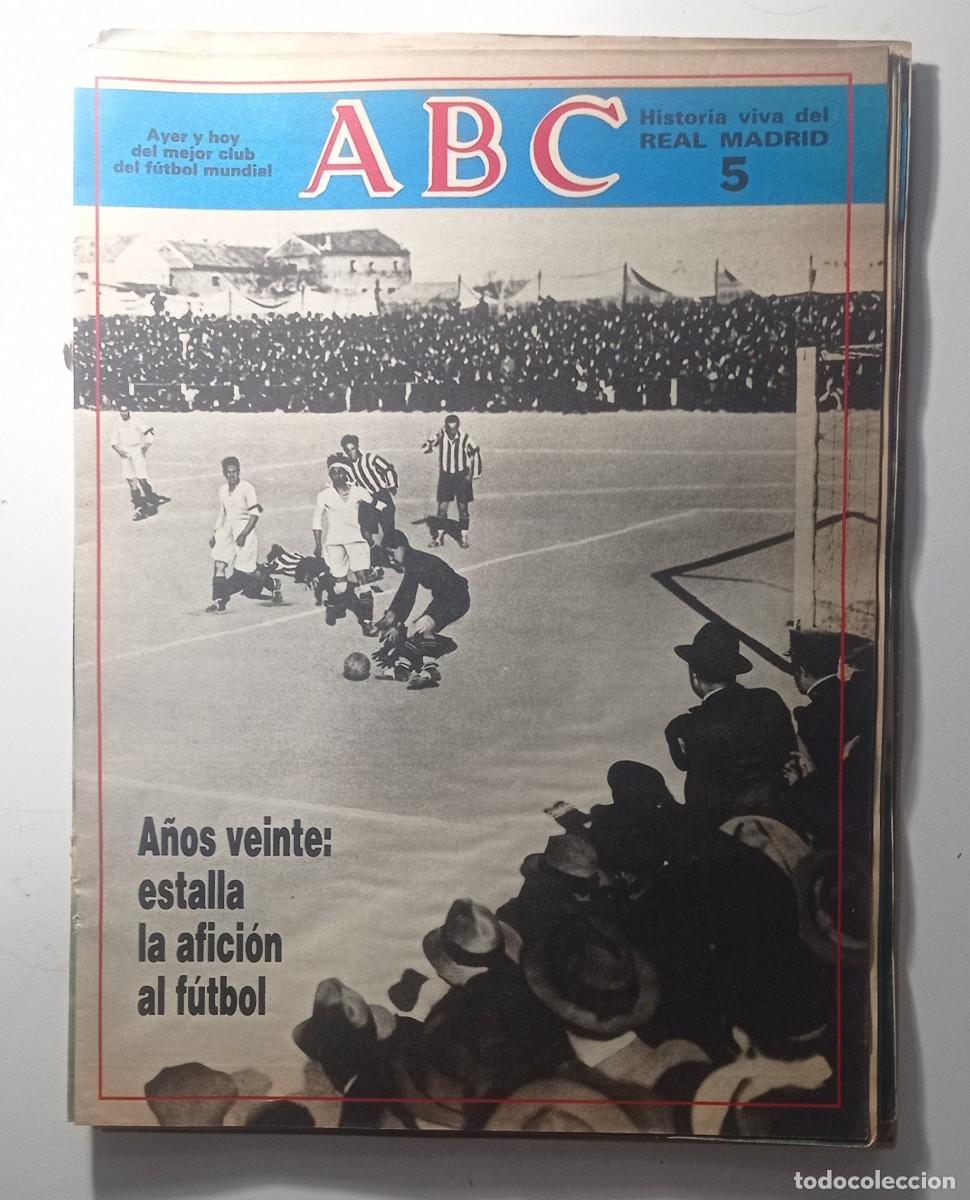 Ayer y hoy
del mejor club
del fútbol mundial
ABC
Historia viva del
REAL MADRID
5
Años veinte:
estalla
la afición
al fútbol
todocoleccion